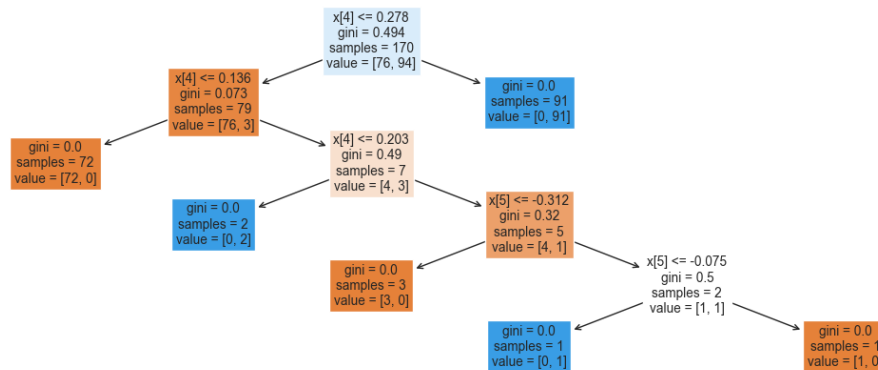 x[4] <= 0.278
gini = 0.494
samples = 170
value = [76, 94]
x[4] <= 0.136
gini = 0.073
samples = 79
value = [76, 3]
gini = 0.0
samples = 91
value = [0, 91]
gini = 0.0
samples = 72
value = [72, 0]
x[4] <= 0.203
gini = 0.49
samples = 7
value = [4, 3]
gini = 0.0
samples = 2
value = [0, 2]
x[5] <= -0.312
gini = 0.32
samples = 5
value = [4, 1]
gini = 0.0
samples = 3
value = [3, 0]
x[5] <= -0.075
gini = 0.5
samples = 2
value = [1, 1]
gini = 0.0
samples = 1
value = [0, 1]
gini = 0.0
samples = 1
value = [1, 0